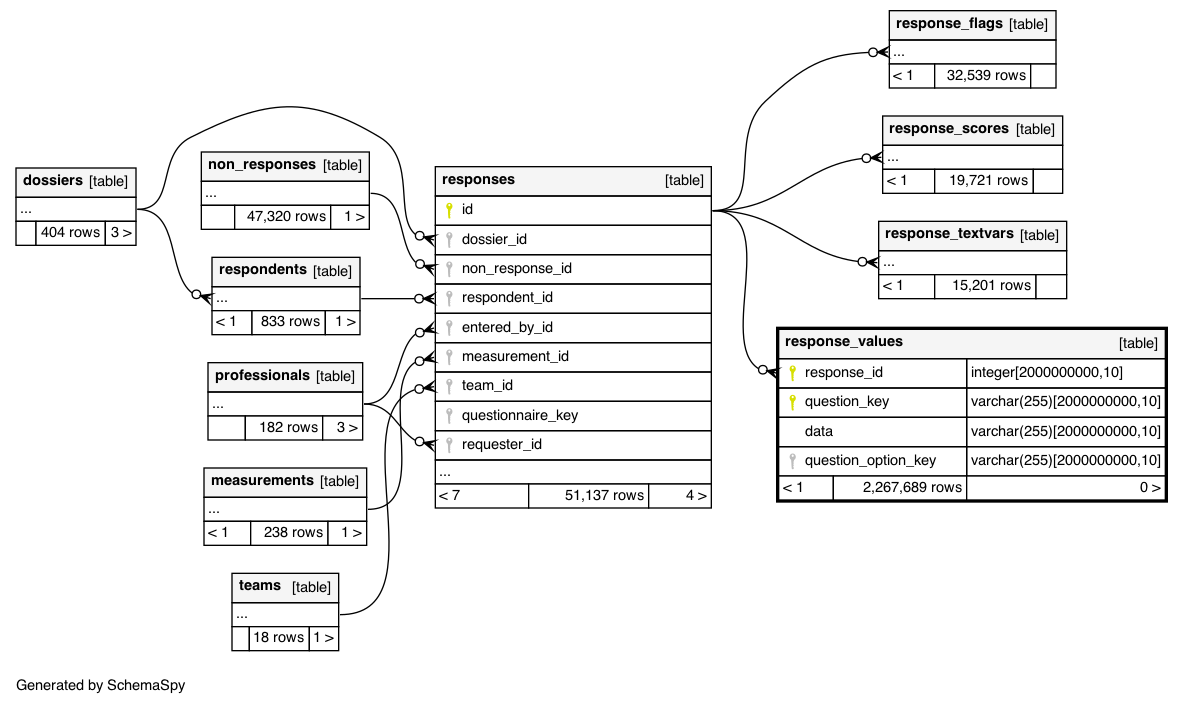 response_flags [table]
...
< 1 32,539 rows
response_scores [table]
...
< 1 19,721 rows
response_textvars [table]
...
< 1 15,201 rows
dossiers [table]
...
404 rows 3 >
non_responses [table]
...
47,320 rows 1 >
respondents [table]
...
< 1 833 rows 1 >
professionals [table]
...
182 rows 3 >
measurements [table]
...
< 1 238 rows 1 >
teams [table]
...
18 rows 1 >
responses [table]
id
dossier_id
non_response_id
respondent_id
entered_by_id
measurement_id
team_id
questionnaire_key
requester_id
...
< 7 51,137 rows 4 >
response_values [table]
response_id integer[2000000000,10]
question_key varchar(255)[2000000000,10]
data varchar(255)[2000000000,10]
question_option_key varchar(255)[2000000000,10]
< 1 2,267,689 rows 0 >
Generated by SchemaSpy